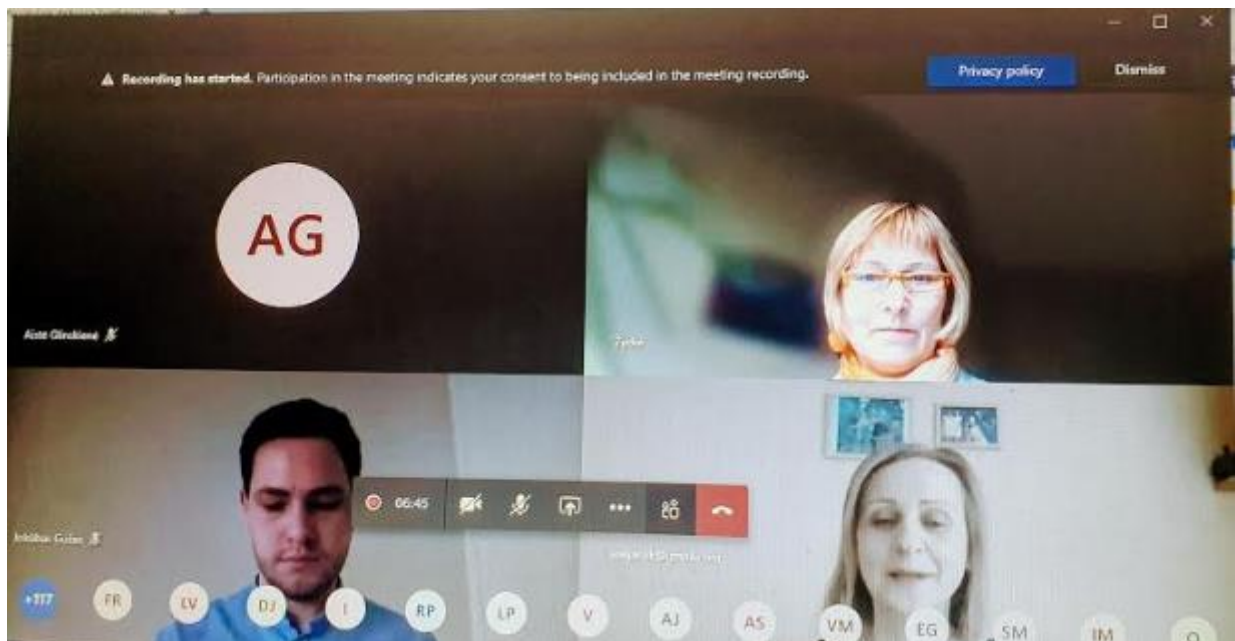 Recording has started. Participation in the meeting indicates your consent to being included in the meeting recording.
Privacy policy
Dismiss
AG
06:45
+117
FR
LV
DJ
I
RP
LP
V
AJ
AS
VM
EG
SM
IM